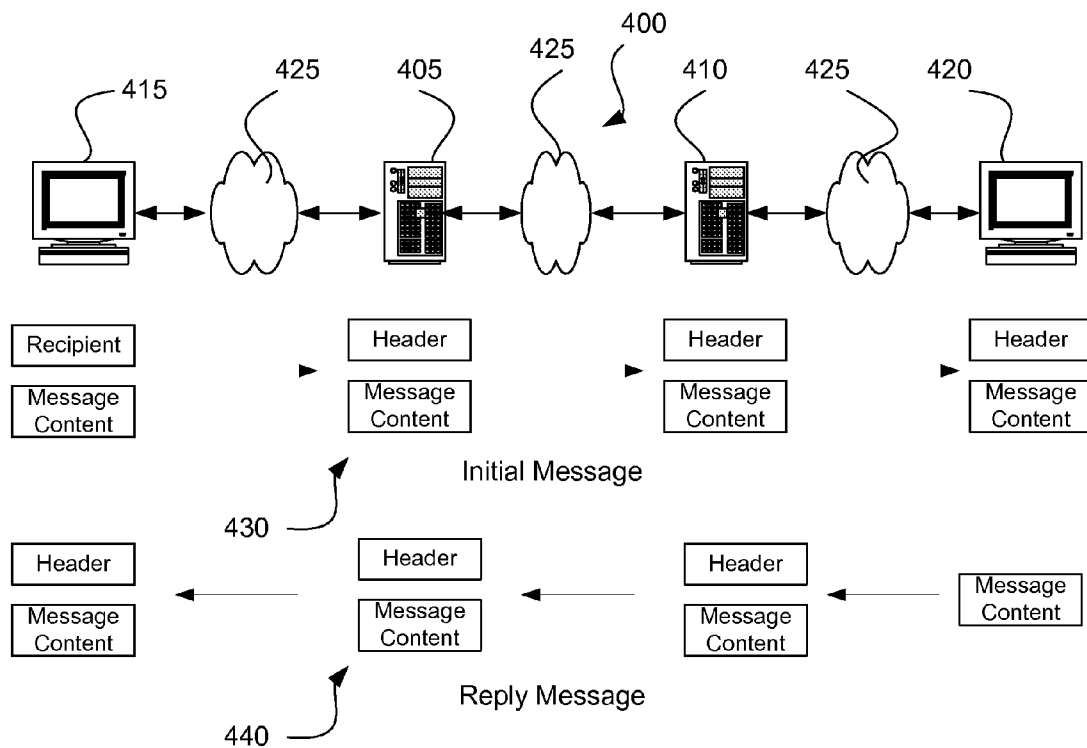 400
415
425
405
425
410
425
420
Recipient
Header
Header
Header
Message
Content
Message
Content
Message
Content
Message
Content
Initial Message
430
Header
Header
Header
Message
Content
Message
Content
Message
Content
Message
Content
Reply Message
440